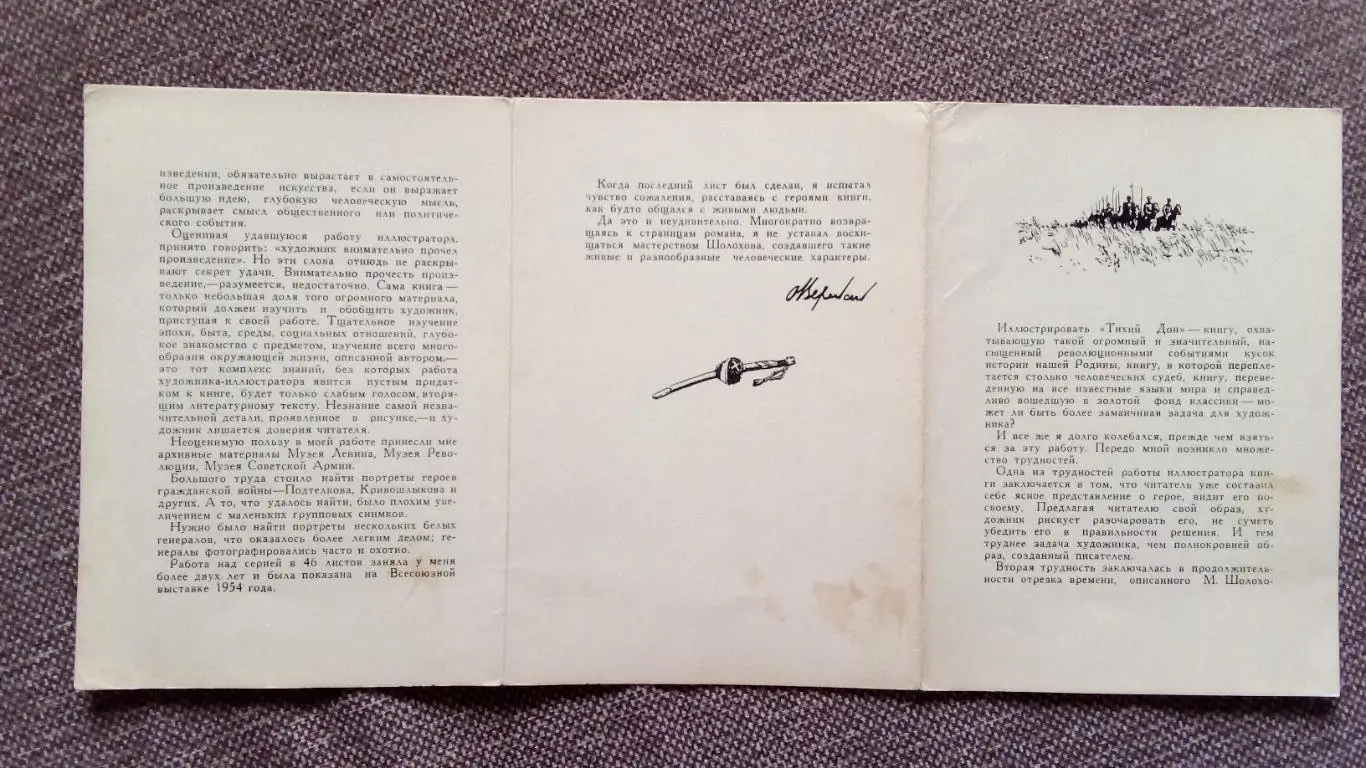 изведении, обязательно вырастает в самостоятель-
ное произведение искусства, если он выражает
большую идею, глубокую человеческую мысль,
раскрывает смысл общественного или политиче-
ского события.
Оценивая удавшуюся работу иллюстратора,
принято говорить: «художник внимательно прочел
произведение». Но эти слова отнюдь не раскры-
вают секрет удачи. Внимательно прочесть произ-
ведение,—разумеется, недостаточно. Сама книга—
только небольшая доля того огромного материала,
который должен изучить и обобщить художник,
приступая к своей работе. Тщательное изучение
эпохи, быта, среды, социальных отношений, глубо-
кое знакомство с предметом, изучение всего много-
образия окружающей жизни, описанной автором,—
это тот комплекс знаний, без которых работа
художника-иллюстратора явится пустым придат-
ком к книге, будет только слабым голосом, вторя-
щим литературному тексту. Незнание самой незна-
чительной детали, проявленное в рисунке,—и ху-
дожник лишается доверия читателя.
Неоценимую пользу в моей работе принесли мне
архивные материалы Музея Ленина, Музея Рево-
люции, Музея Советской Армии.
Большого труда стоило найти портреты героев
гражданской войны—Подтелкова, Кривошлыкова и
других. А то, что удалось найти, было плохим уве-
личением с маленьких групповых снимков.
Нужно было найти портреты нескольких белых
генералов, что оказалось более легким делом; ге-
нералы фотографировались часто и охотно.
Работа над серией в 46 листов заняла у меня
более двух лет и была показана на Всесоюзной
выставке 1954 года.
Когда последний лист был сделан, я испытал
чувство сожаления, расставаясь с героями книги,
как будто общался с живыми людьми.
Да это и неудивительно. Многократно возвра-
щаясь к страницам романа, я не уставал восхи-
щаться мастерством Шолохова, создавшего такие
живые и разнообразные человеческие характеры.
Иллюстрировать «Тихий Дон»—книгу, охва-
тывающую такой огромный и значительный, на-
сыщенный революционными событиями кусок
истории нашей Родины, книгу, в которой перепле-
тается столько человеческих судеб, книгу, переве-
денную на все известные языки мира и справед-
ливо вошедшую в золотой фонд классики—мо-
может ли быть более заманчивая задача для худож-
ника?
И все же я долго колебался, прежде чем взять-
ся за эту работу. Передо мной возникло множе-
ство трудностей.
Одна из трудностей работы иллюстратора кни-
ги заключается в том, что читатель уже составил
себе ясное представление о герое, видит его по-
своему. Предлагая читателю свой образ, ху-
дожник рискует разочаровать его, не суметь
убедить его в правильности решения. И тем
труднее задача художника, чем полнокровней об-
раз, созданный писателем.
Вторая трудность заключалась в продолжитель-
ности отрезка времени, описанного М. Шолохо-